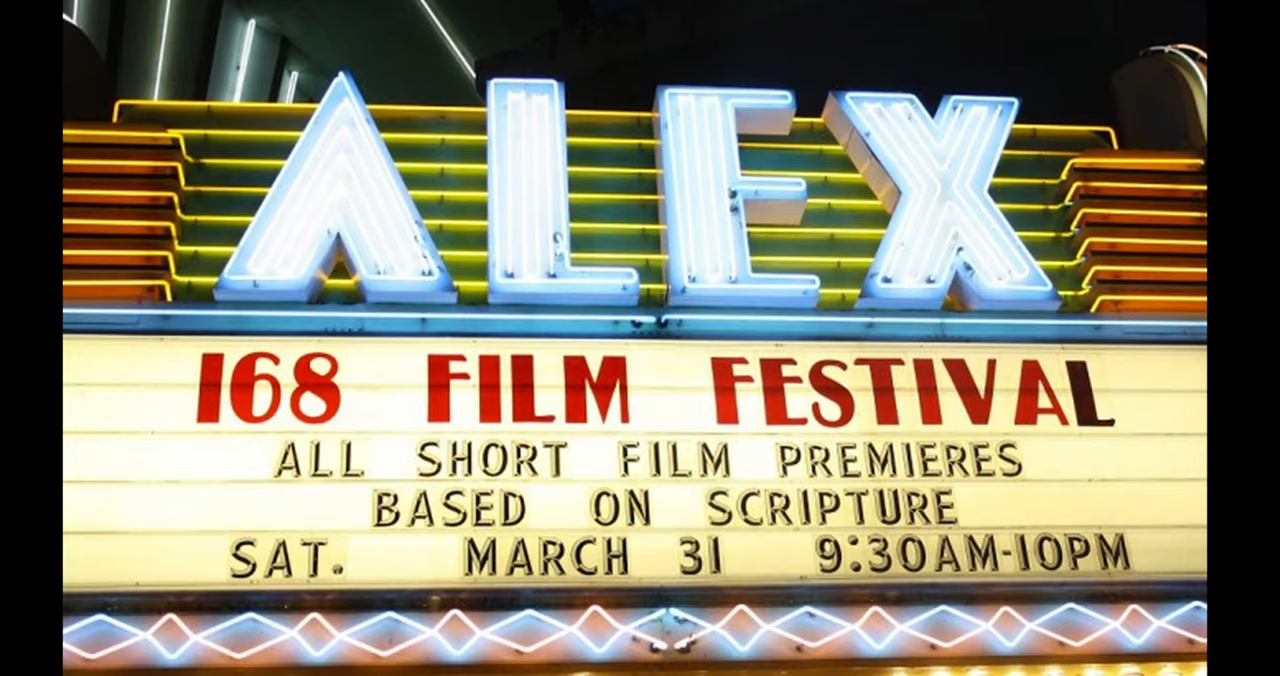 ALEX
168 FILM FESTIVAL
ALL SHORT FILM PREMIERES
BASED ON SCRIPTURE
SAT. MARCH 31 9:30AM-10PM